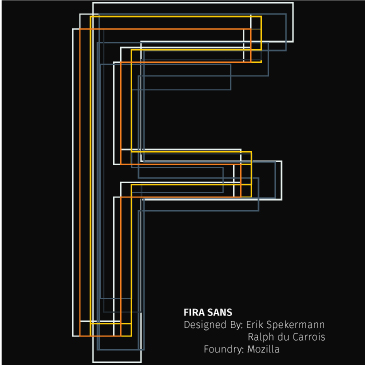 F
FIRA SANS
Designed By: Erik Spekermann
Ralph du Carrois
Foundry: Mozilla